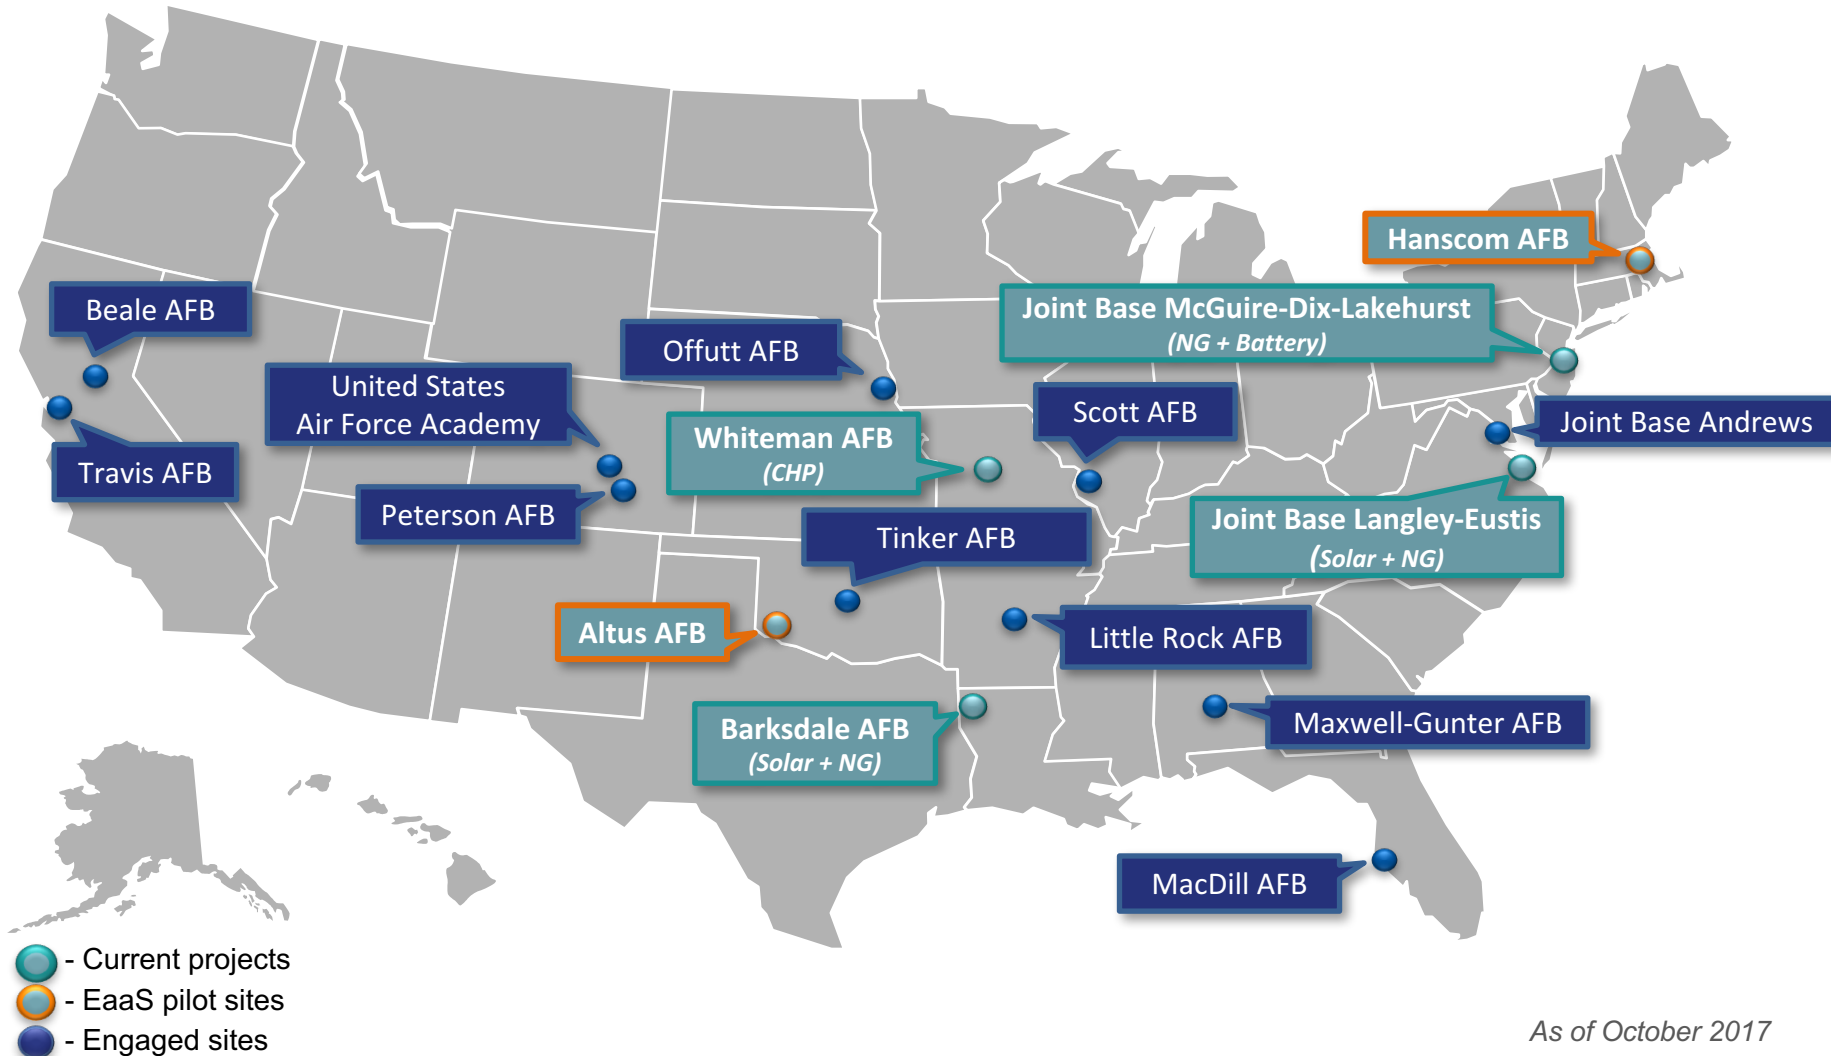 Hanscom AFB
Joint Base McGuire-Dix-Lakehurst
(NG + Battery)
Beale AFB
Offutt AFB
United States
Air Force Academy
Scott AFB
Joint Base Andrews
Whiteman AFB
(CHP)
Travis AFB
Peterson AFB
Tinker AFB
Joint Base Langley-Eustis
(Solar + NG)
Altus AFB
Little Rock AFB
Barksdale AFB
(Solar + NG)
Maxwell-Gunter AFB
MacDill AFB
- Current projects
- EaaS pilot sites
- Engaged sites
As of October 2017